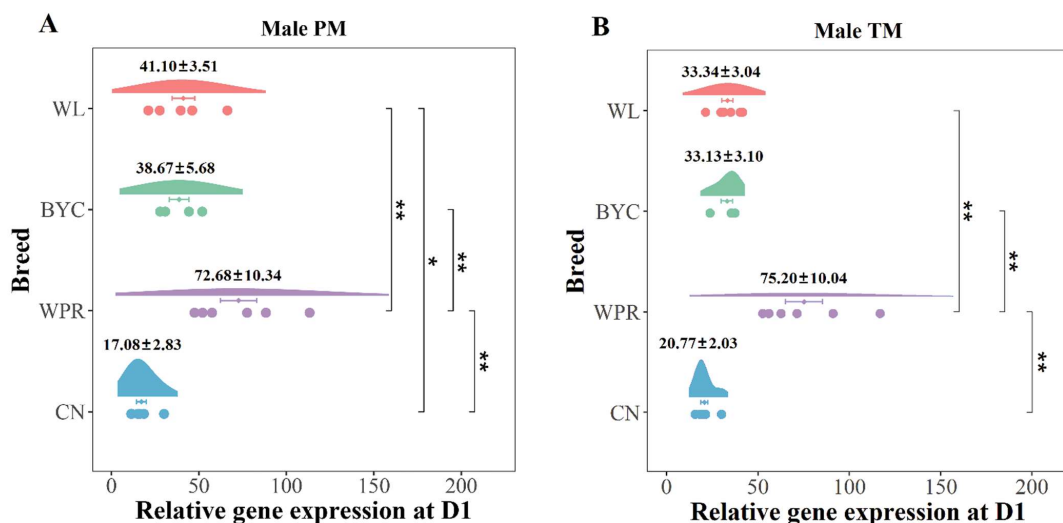 A
Male PM
41.10±3.51
WL
38.67±5.68
BYC
72.68±10.34
WPR
17.08±2.83
CN
**
*
**
**
Breed
0
50
100
150
200
Relative gene expression at D1
B
Male TM
33.34±3.04
WL
33.13±3.10
BYC
75.20±10.04
WPR
20.77±2.03
CN
**
**
**
Breed
0
50
100
150
200
Relative gene expression at D1